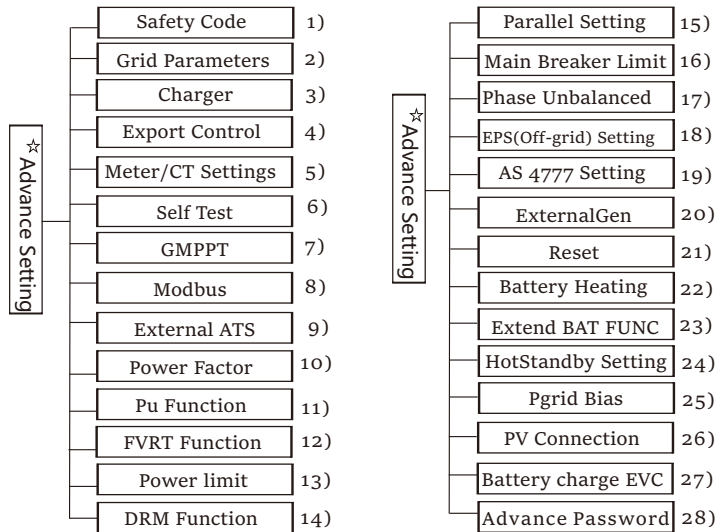 ☆Advance Setting
Safety Code 1)
Grid Parameters 2)
Charger 3)
Export Control 4)
Meter/CT Settings 5)
Self Test 6)
GMPPT 7)
Modbus 8)
External ATS 9)
Power Factor 10)
Pu Function 11)
FVRT Function 12)
Power limit 13)
DRM Function 14)
☆Advance Setting
Parallel Setting 15)
Main Breaker Limit 16)
Phase Unbalanced 17)
EPS(Off-grid) Setting 18)
AS 4777 Setting 19)
ExternalGen 20)
Reset 21)
Battery Heating 22)
Extend BAT FUNC 23)
HotStandby Setting 24)
Pgrid Bias 25)
PV Connection 26)
Battery charge EVC 27)
Advance Password 28)